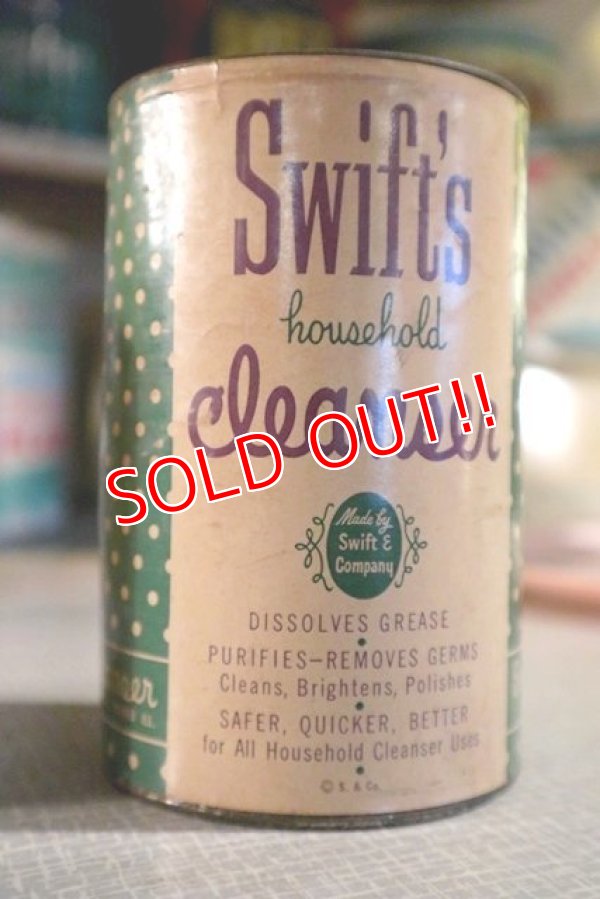 Swift's
household
cleanser
SOLD OUT!!
Made by
Swift &
Company
DISSOLVES GREASE
PURIFIES—REMOVES GERMS
Cleans, Brightens, Polishes
SAFER, QUICKER, BETTER
for All Household Cleanser Uses
© S. & Co.